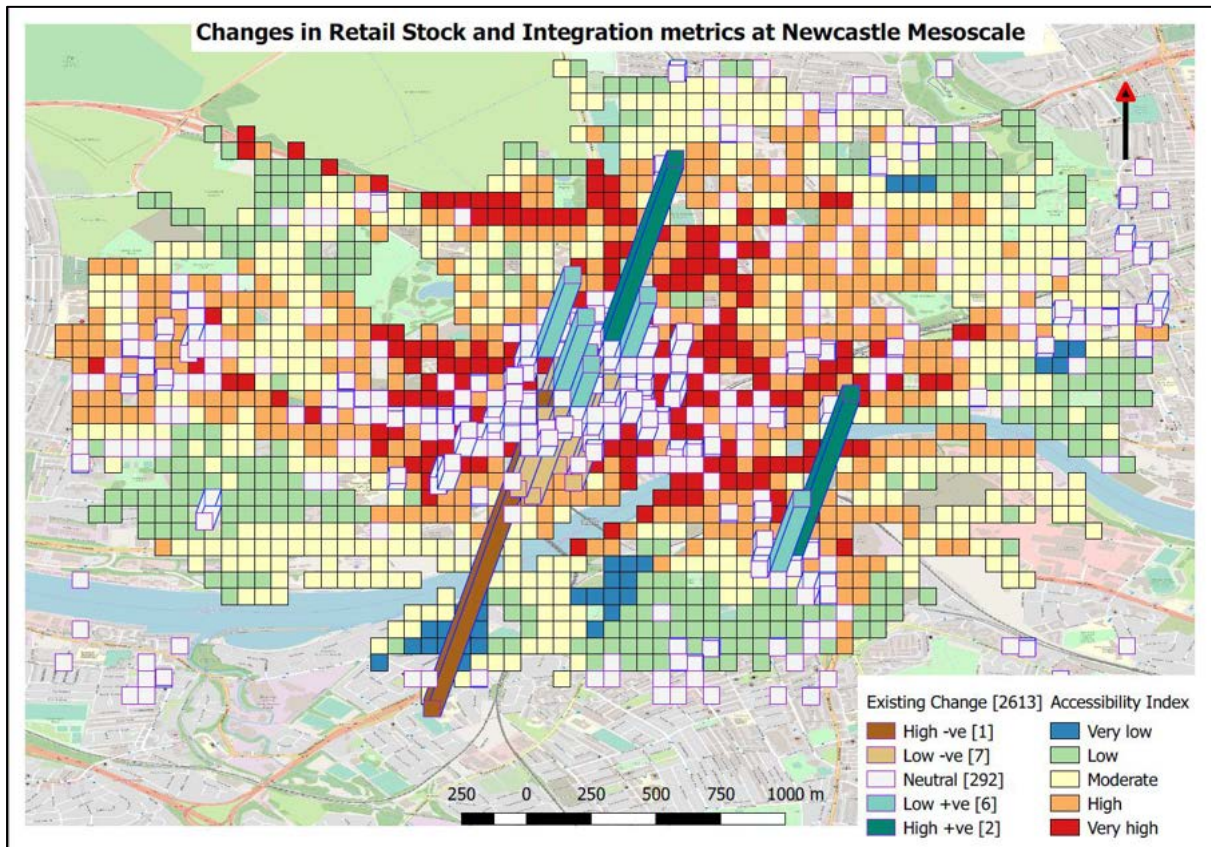 Changes in Retail Stock and Integration metrics at Newcastle Mesoscale
Existing Change [2613] Accessibility Index
High -ve [1] Very low
Low -ve [7] Low
Neutral [292] Moderate
Low +ve [6] High
High +ve [2] Very high
250 0 250 500 750 1000 m